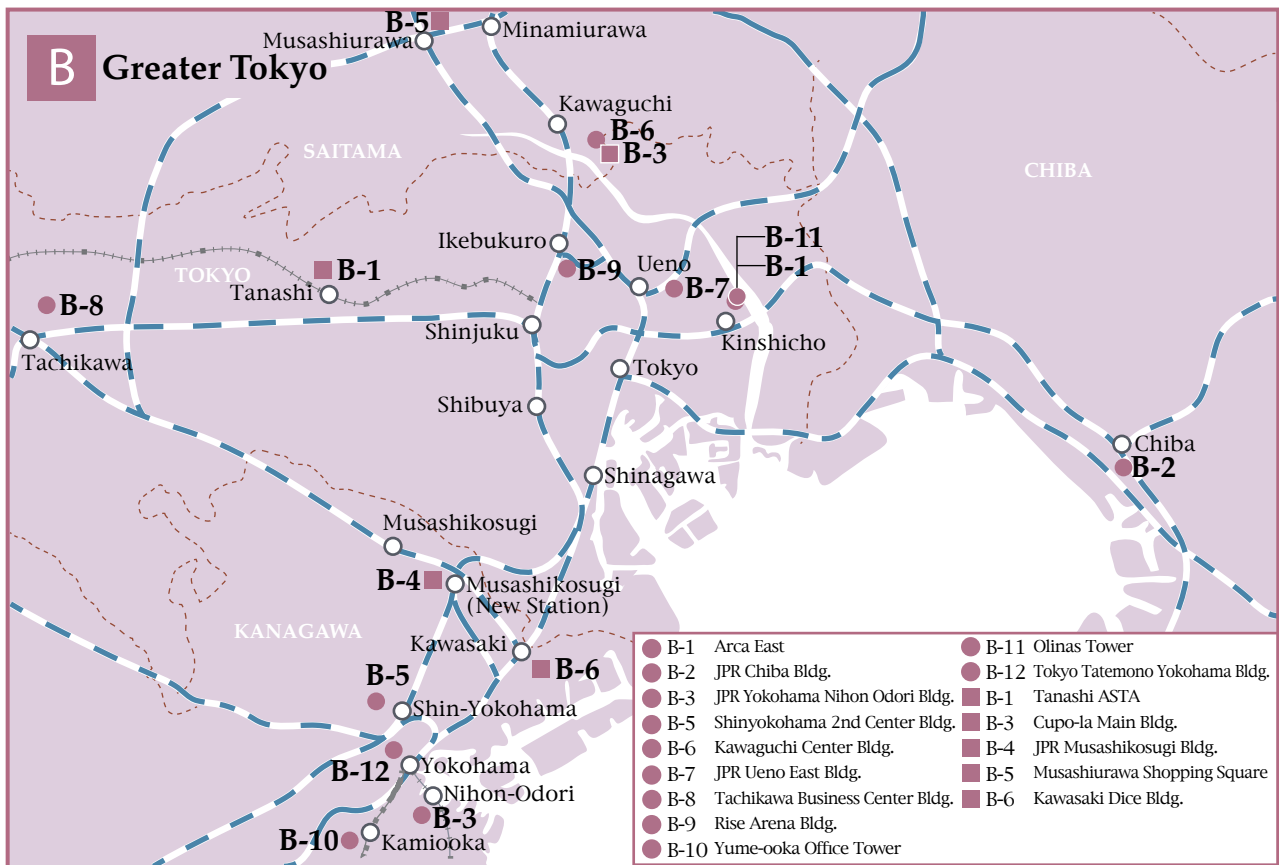 B Greater Tokyo
B-5
Musashiurawa
Minamiurawa
Kawaguchi
B-6
B-3
SAITAMA
CHIBA
Ikebukuro
B-11
B-1
Ueno
B-9
B-7
TOKYO
B-1
Tanashi
B-8
Shinjuku
Kinshicho
Tachikawa
Tokyo
Shibuya
Chiba
B-2
Shinagawa
Musashikosugi
B-4
Musashikosugi
(New Station)
KANAGAWA
Kawasaki
B-6
B-5
Shin-Yokohama
B-12
Yokohama
Nihon-Odori
B-3
B-10
Kamiooka
B-1 Arca East
B-2 JPR Chiba Bldg.
B-3 JPR Yokohama Nihon Odori Bldg.
B-5 Shinyokohama 2nd Center Bldg.
B-6 Kawaguchi Center Bldg.
B-7 JPR Ueno East Bldg.
B-8 Tachikawa Business Center Bldg.
B-9 Rise Arena Bldg.
B-10 Yume-ooka Office Tower
B-11 Olinas Tower
B-12 Tokyo Tatemono Yokohama Bldg.
B-1 Tanashi ASTA
B-3 Cupo-la Main Bldg.
B-4 JPR Musashikosugi Bldg.
B-5 Musashiurawa Shopping Square
B-6 Kawasaki Dice Bldg.